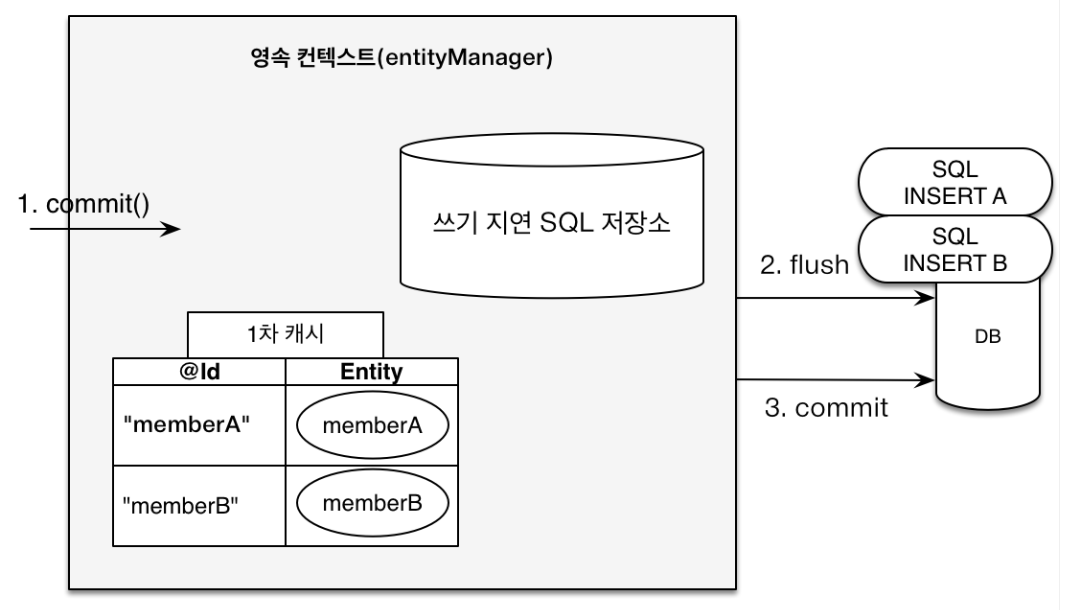 영속 컨텍스트(entityManager)
1. commit()
쓰기 지연 SQL 저장소
SQL
INSERT A
SQL
INSERT B
2. flush
DB
3. commit
1차 캐시
@Id Entity
"memberA" memberA
"memberB" memberB